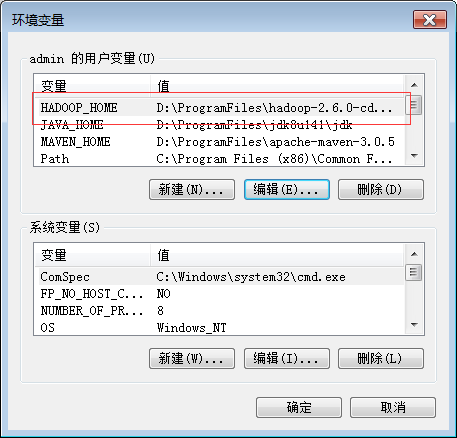 环境变量
admin 的用户变量(U)
变量 值
HADOOP_HOME D:\ProgramFiles\hadoop-2.6.0-cd...
JAVA_HOME D:\ProgramFiles\jdk8u141\jdk
MAVEN_HOME D:\ProgramFiles\apache-maven-3.0.5
Path C:\Program Files (x86)\Common F...
新建(N)... 编辑(E)... 删除(D)
系统变量(S)
变量 值
ComSpec C:\Windows\system32\cmd.exe
FP_NO_HOST_C... NO
NUMBER_OF_PR... 8
OS Windows_NT
新建(W)... 编辑(I)... 删除(L)
确定 取消